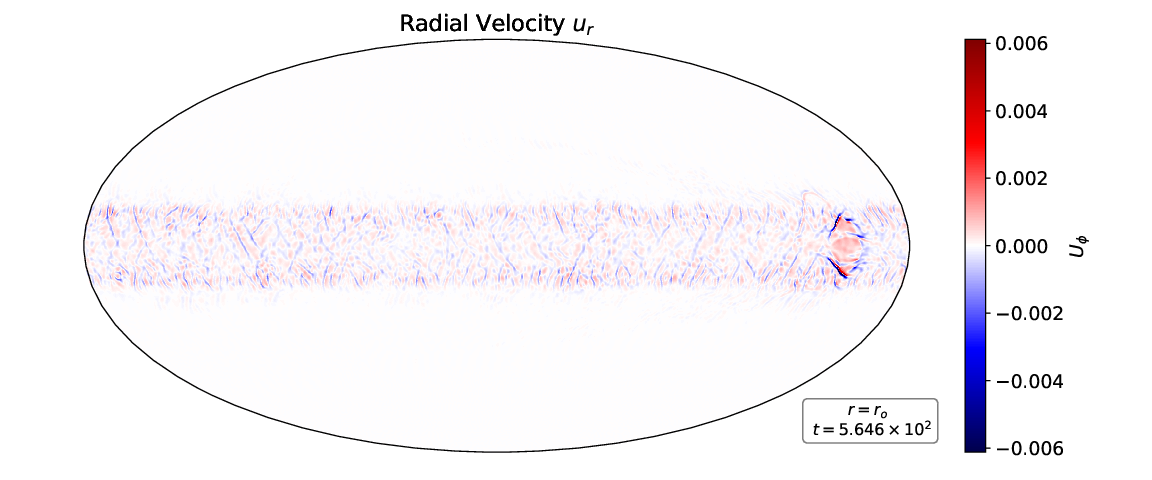 Radial Velocity $u_r$
0.006
0.004
0.002
0.000
−0.002
−0.004
−0.006
$U_\phi$
$r = r_o$
$t = 5.646 \times 10^2$